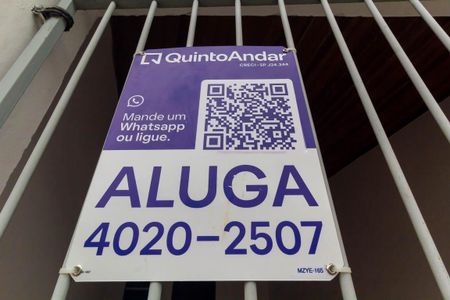 QuintoAndar
CRECI-SP J24.344
Mande um
Whatsapp
ou ligue.
ALUGA
4020-2507
MZYE-165